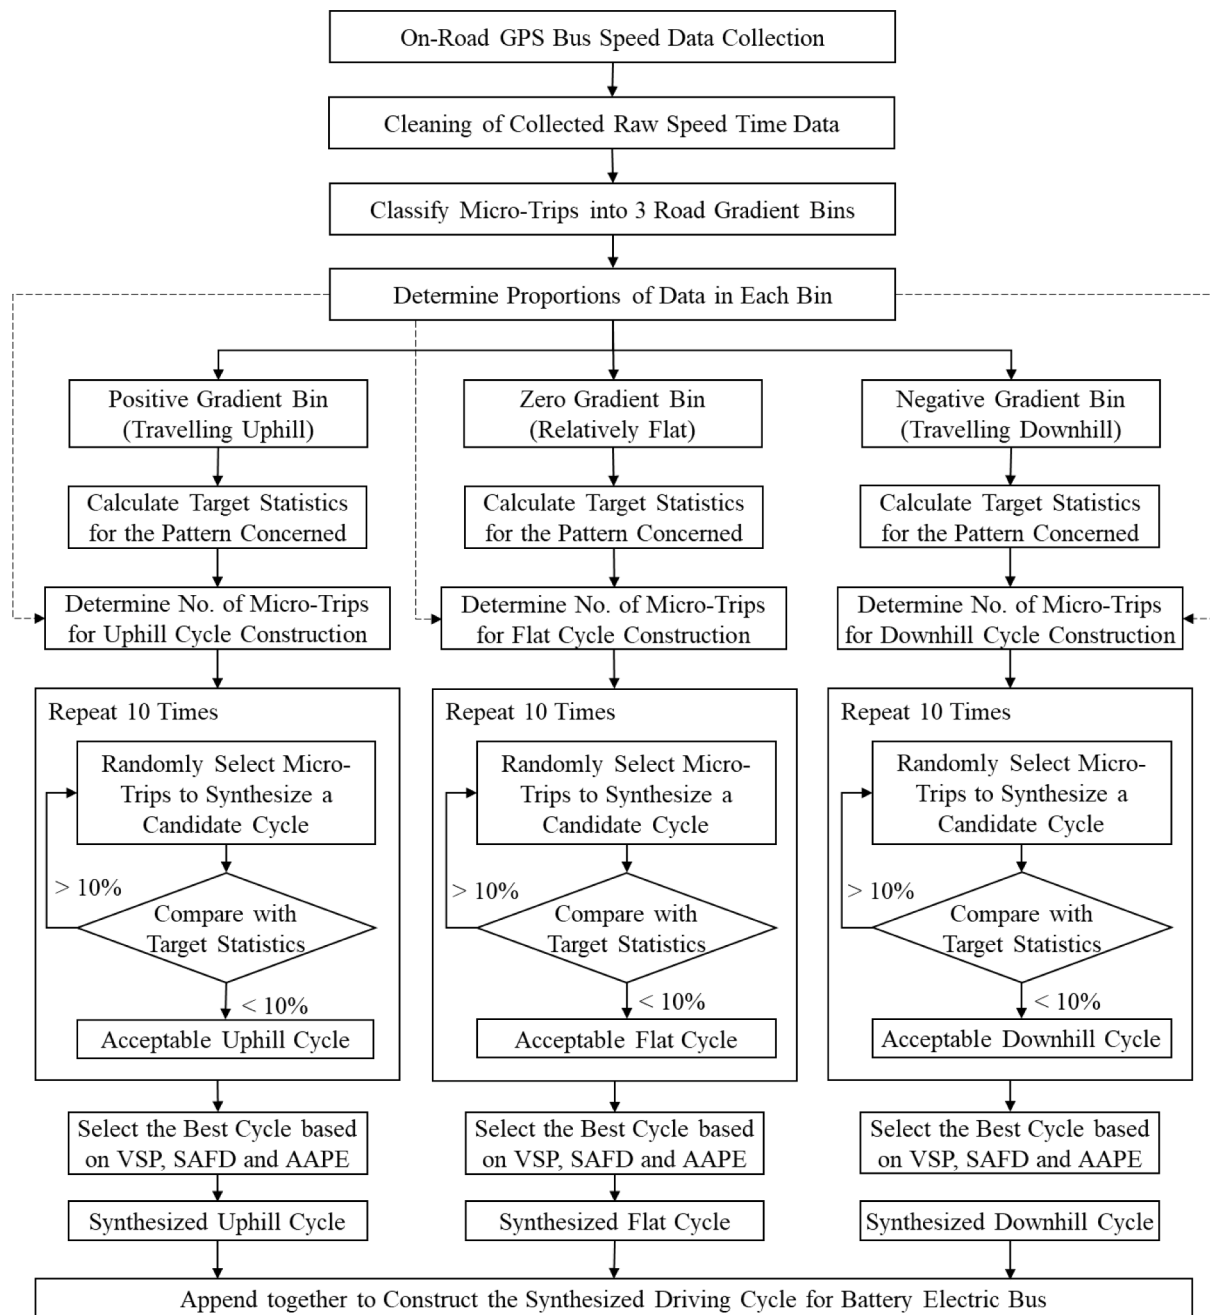 On-Road GPS Bus Speed Data Collection
Cleaning of Collected Raw Speed Time Data
Classify Micro-Trips into 3 Road Gradient Bins
Determine Proportions of Data in Each Bin
Positive Gradient Bin
(Travelling Uphill)
Zero Gradient Bin
(Relatively Flat)
Negative Gradient Bin
(Travelling Downhill)
Calculate Target Statistics
for the Pattern Concerned
Calculate Target Statistics
for the Pattern Concerned
Calculate Target Statistics
for the Pattern Concerned
Determine No. of Micro-Trips
for Uphill Cycle Construction
Determine No. of Micro-Trips
for Flat Cycle Construction
Determine No. of Micro-Trips
for Downhill Cycle Construction
Repeat 10 Times
Randomly Select Micro-
Trips to Synthesize a
Candidate Cycle
> 10%
Compare with
Target Statistics
< 10%
Acceptable Uphill Cycle
Repeat 10 Times
Randomly Select Micro-
Trips to Synthesize a
Candidate Cycle
> 10%
Compare with
Target Statistics
< 10%
Acceptable Flat Cycle
Repeat 10 Times
Randomly Select Micro-
Trips to Synthesize a
Candidate Cycle
> 10%
Compare with
Target Statistics
< 10%
Acceptable Downhill Cycle
Select the Best Cycle based
on VSP, SAFD and AAPE
Select the Best Cycle based
on VSP, SAFD and AAPE
Select the Best Cycle based
on VSP, SAFD and AAPE
Synthesized Uphill Cycle
Synthesized Flat Cycle
Synthesized Downhill Cycle
Append together to Construct the Synthesized Driving Cycle for Battery Electric Bus